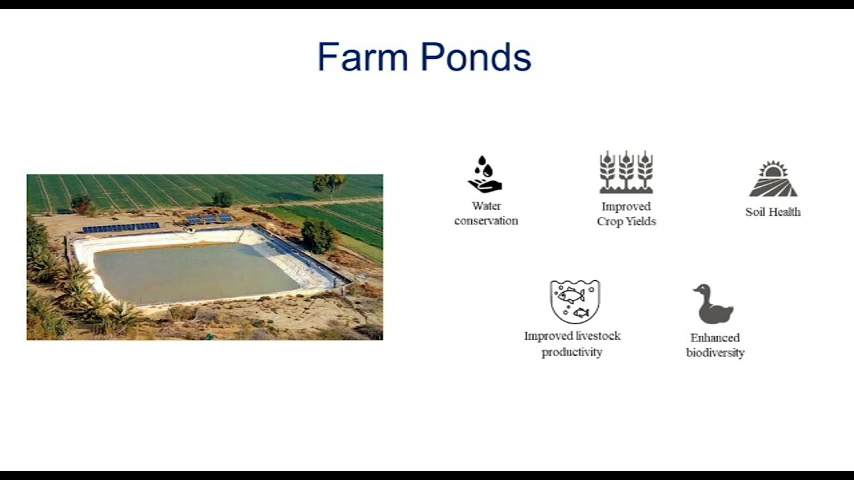 Farm Ponds
Water
conservation
Improved
Crop Yields
Soil Health
Improved livestock
productivity
Enhanced
biodiversity